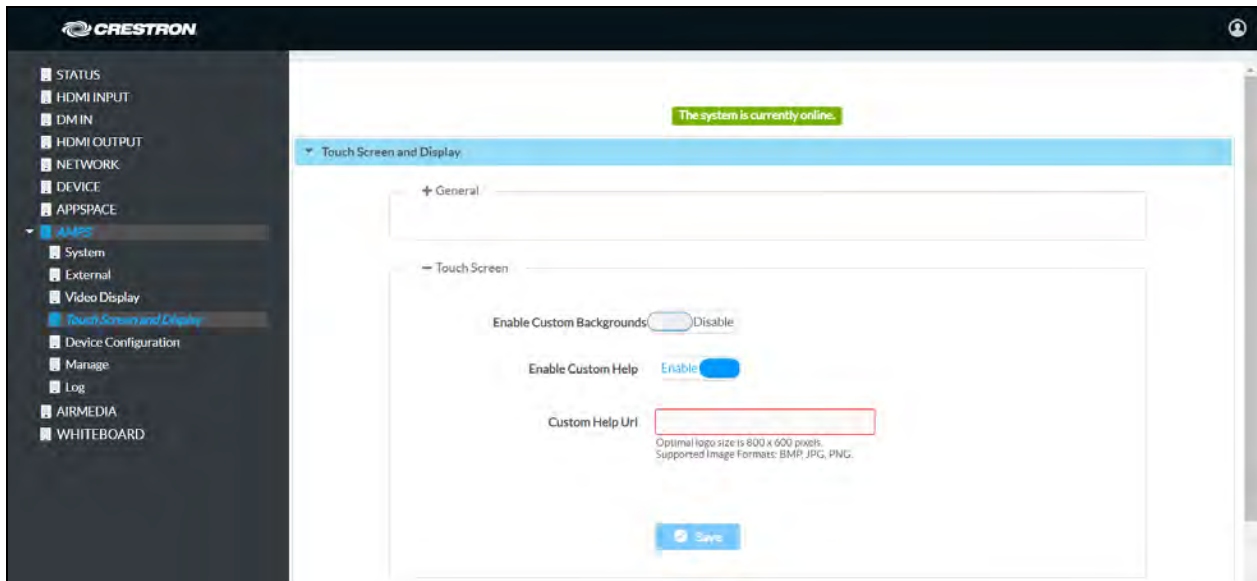 CRESTRON
STATUS
HDMI INPUT
DM IN
HDMI OUTPUT
NETWORK
DEVICE
APPSPACE
AMPS
System
External
Video Display
Touch Screen and Display
Device Configuration
Manage
Log
AIRMEDIA
WHITEBOARD
The system is currently online.
Touch Screen and Display
General
Touch Screen
Enable Custom Backgrounds Disable
Enable Custom Help Enable
Custom Help Url
Optimal logo size is 800 x 600 pixels.
Supported Image Formats: BMP, JPG, PNG.
Save